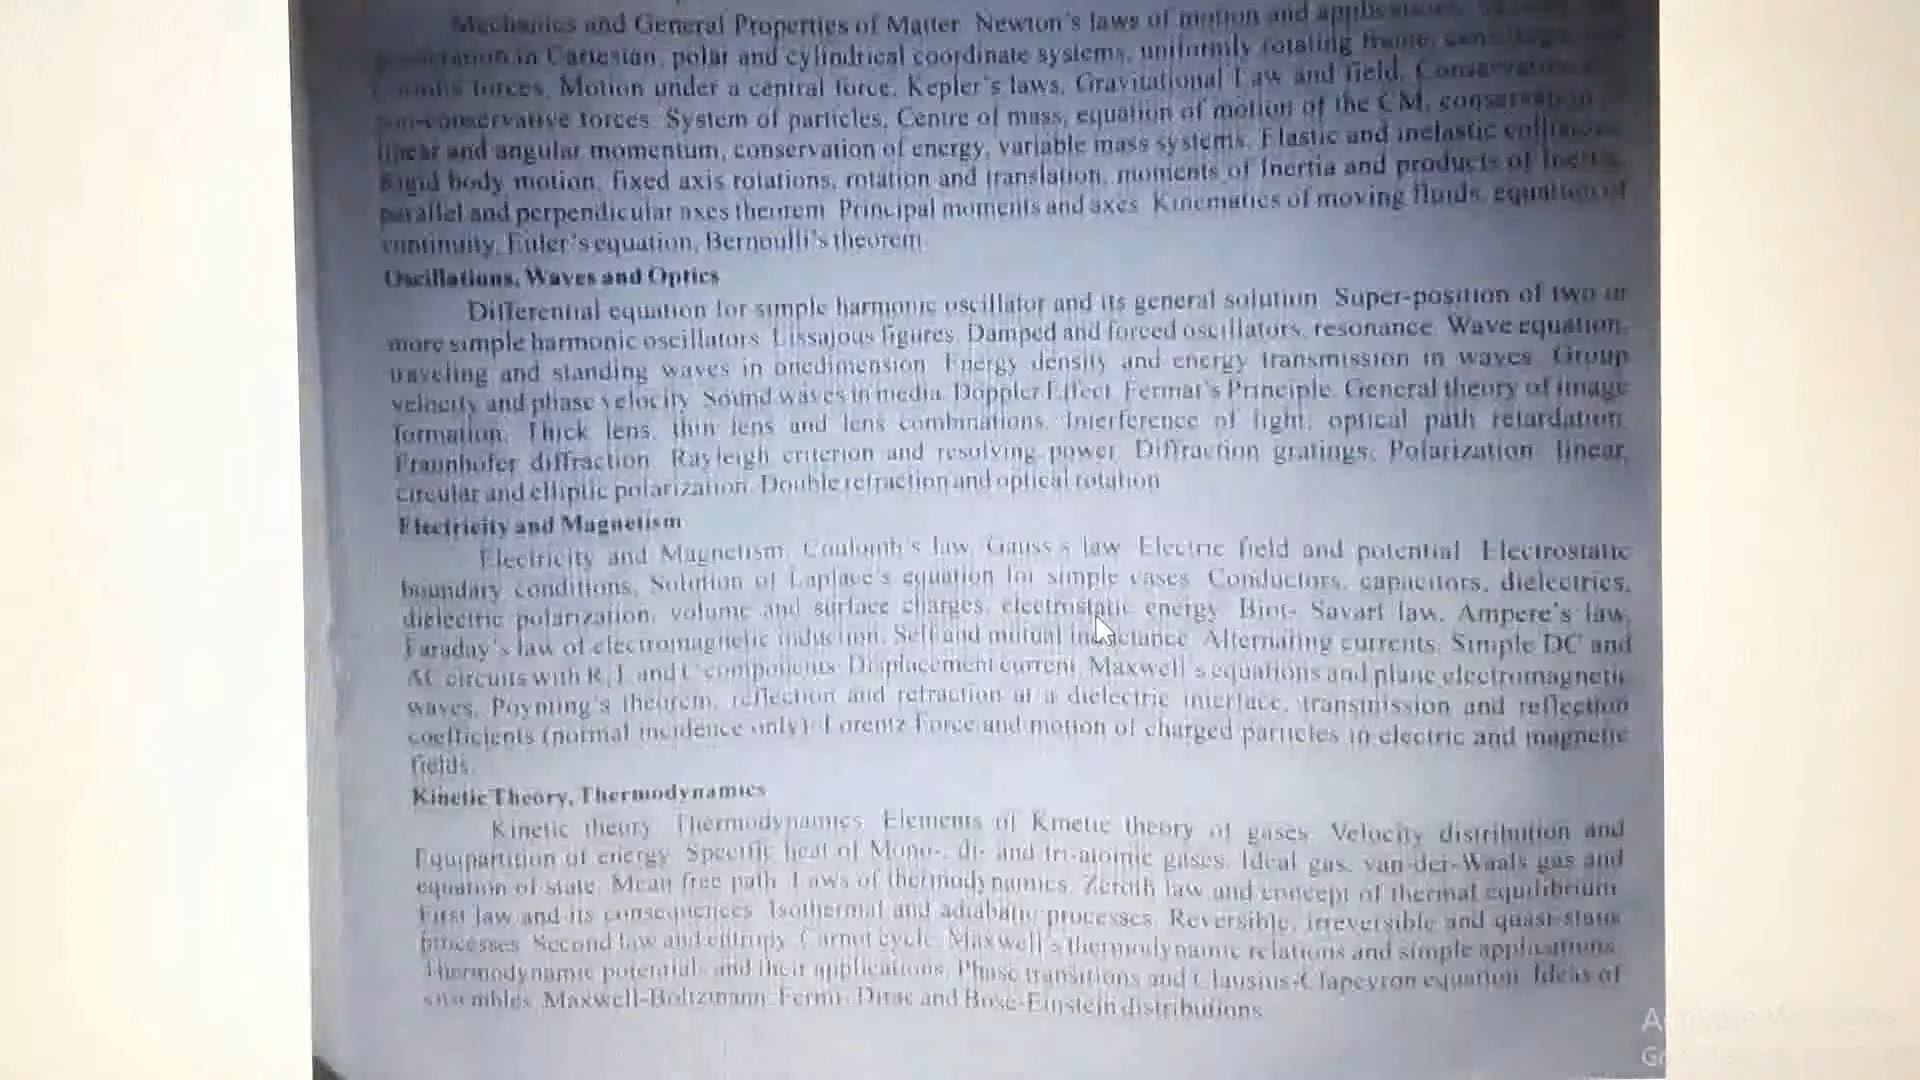 Mechanics and General Properties of Matter Newton's laws of motion and
in Cartesian, polar and cylindrical coordinate systems, uniformly rotating frame,
forces, Motion under a central force, Kepler's laws, Gravitational Law and field, Conservative
non-conservative forces. System of particles, Centre of mass, equation of motion of the CM, conservation
linear and angular momentum, conservation of energy, variable mass systems. Elastic and inelastic collisions
Rigid body motion, fixed axis rotations, rotation and translation, moments of Inertia and products of Inertia
parallel and perpendicular axes theorem. Principal moments and axes. Kinematics of moving fluids, equation of
continuity, Euler's equation, Bernoulli's theorem
Oscillations, Waves and Optics
Differential equation for simple harmonic oscillator and its general solution. Super-position of two or
more simple harmonic oscillators. Lissajous figures. Damped and forced oscillators, resonance. Wave equation,
traveling and standing waves in onedimension. Energy density and energy transmission in waves. Group
velocity and phase velocity. Sound waves in media. Doppler Effect. Fermat's Principle. General theory of image
formation. Thick lens, thin lens and lens combinations. Interference of light, optical path retardation.
Fraunhofer diffraction. Rayleigh criterion and resolving power. Diffraction gratings. Polarization: linear,
circular and elliptic polarization. Double refraction and optical rotation
Electricity and Magnetism
Electricity and Magnetism. Coulomb's law, Gauss's law. Electric field and potential. Electrostatic
boundary conditions, Solution of Laplace's equation for simple cases. Conductors, capacitors, dielectrics,
dielectric polarization, volume and surface charges, electrostatic energy. Biot- Savart law, Ampere's law,
Faraday's law of electromagnetic induction, Self and mutual inductance. Alternating currents. Simple DC and
AC circuits with R, L and C components. Displacement current, Maxwell's equations and plane electromagnetic
waves, Poynting's theorem, reflection and refraction at a dielectric interface, transmission and reflection
coefficients (normal incidence only). Lorentz Force and motion of charged particles in electric and magnetic
fields.
Kinetic Theory, Thermodynamics
Kinetic theory. Thermodynamics. Elements of Kinetic theory of gases. Velocity distribution and
Equipartition of energy. Specific heat of Mono-, di- and tri-atomic gases. Ideal gas, van-der-Waals gas and
equation of state. Mean free path. Laws of thermodynamics. Zeroth law and concept of thermal equilibrium.
First law and its consequences. Isothermal and adiabatic processes. Reversible, irreversible and quasi-static
processes. Second law and entropy. Carnot cycle. Maxwell's thermodynamic relations and simple applications.
Thermodynamic potentials and their applications. Phase transitions and Clausius-Clapeyron equation. Ideas of
ensembles, Maxwell-Boltzmann, Fermi- Dirac and Bose-Einstein distributions.